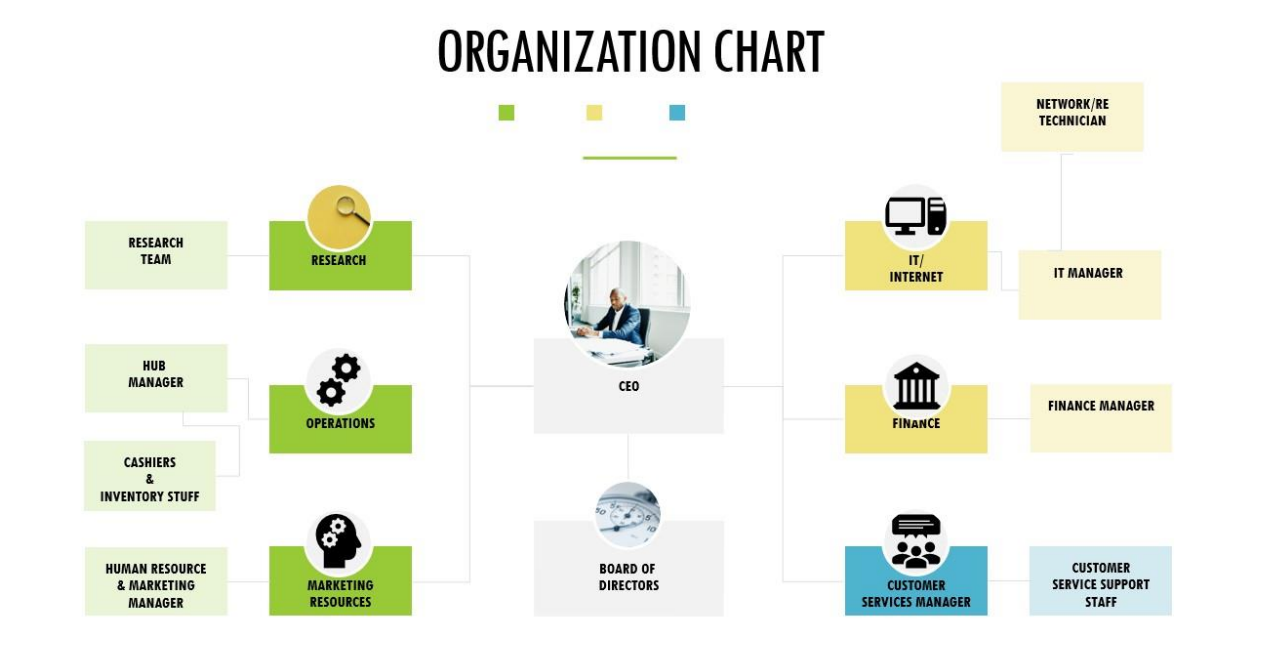 ORGANIZATION CHART
NETWORK/RE
TECHNICIAN
RESEARCH
TEAM
RESEARCH
IT/
INTERNET
IT MANAGER
HUB
MANAGER
CEO
OPERATIONS
FINANCE
FINANCE MANAGER
CASHIERS
&
INVENTORY STUFF
HUMAN RESOURCE
& MARKETING
MANAGER
MARKETING
RESOURCES
BOARD OF
DIRECTORS
CUSTOMER
SERVICES MANAGER
CUSTOMER
SERVICE SUPPORT
STAFF